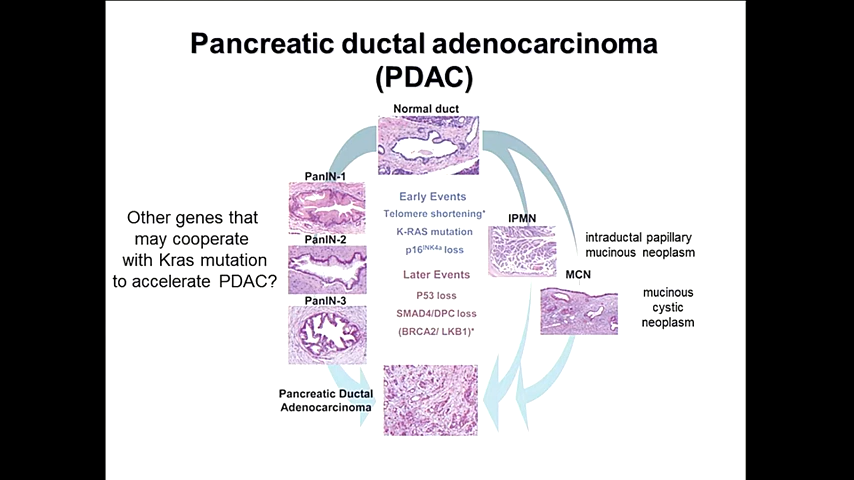 Pancreatic ductal adenocarcinoma
(PDAC)
Normal duct
PanIN-1
PanIN-2
PanIN-3
Other genes that
may cooperate
with Kras mutation
to accelerate PDAC?
Early Events
Telomere shortening*
K-RAS mutation
p16INK4a loss
Later Events
P53 loss
SMAD4/DPC loss
(BRCA2/ LKB1)*
IPMN
intraductal papillary
mucinous neoplasm
MCN
mucinous
cystic
neoplasm
Pancreatic Ductal
Adenocarcinoma